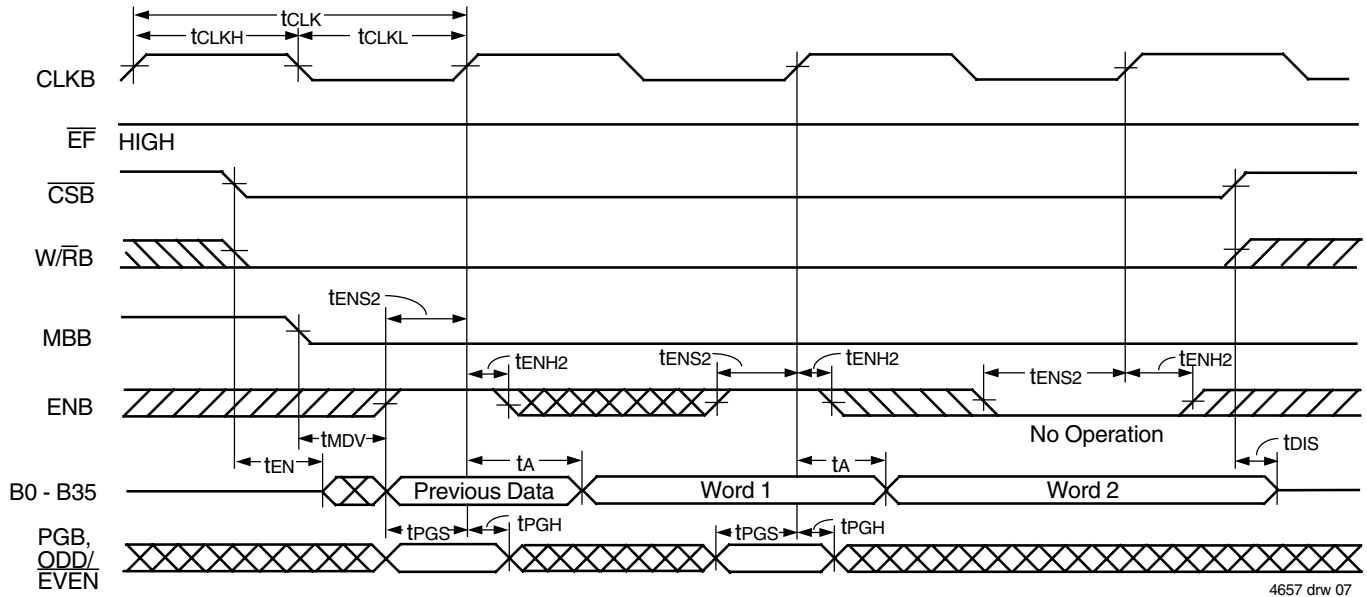 tCLK
tCLKH tCLKL
CLKB
EF HIGH
CSB
W/RB
tENS2
MBB
tENH2 tENS2 tENH2 tENS2 tENH2
ENB
No Operation
tMDV
tEN tA tA tDIS
B0 - B35 Previous Data Word 1 Word 2
tPGS tPGH tPGS tPGH
PGB,
ODD/
EVEN
4657 drw 07